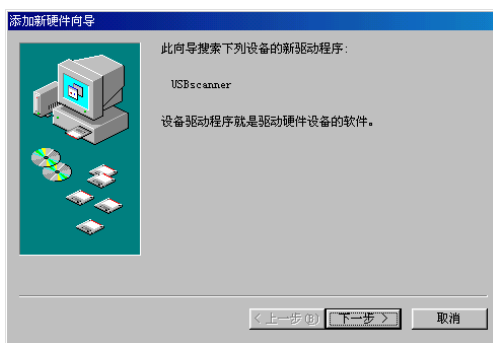 添加新硬件向导
此向导搜索下列设备的新驱动程序:
USBscanner
设备驱动程序就是驱动硬件设备的软件。
< 上一步(B) 下一步 > 取消